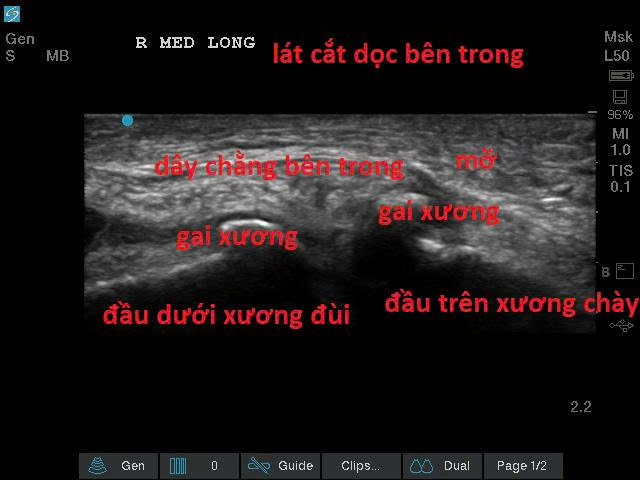 Gen
S MB
R MED LONG
lát cắt dọc bên trong
Msk
L50
96%
MI
1.0
TIS
0.1
dây chằng bên trong
mỡ
gai xương
gai xương
B
đầu dưới xương đùi
đầu trên xương chày
2.2
Gen
0
Guide
Clips...
Dual
Page 1/2